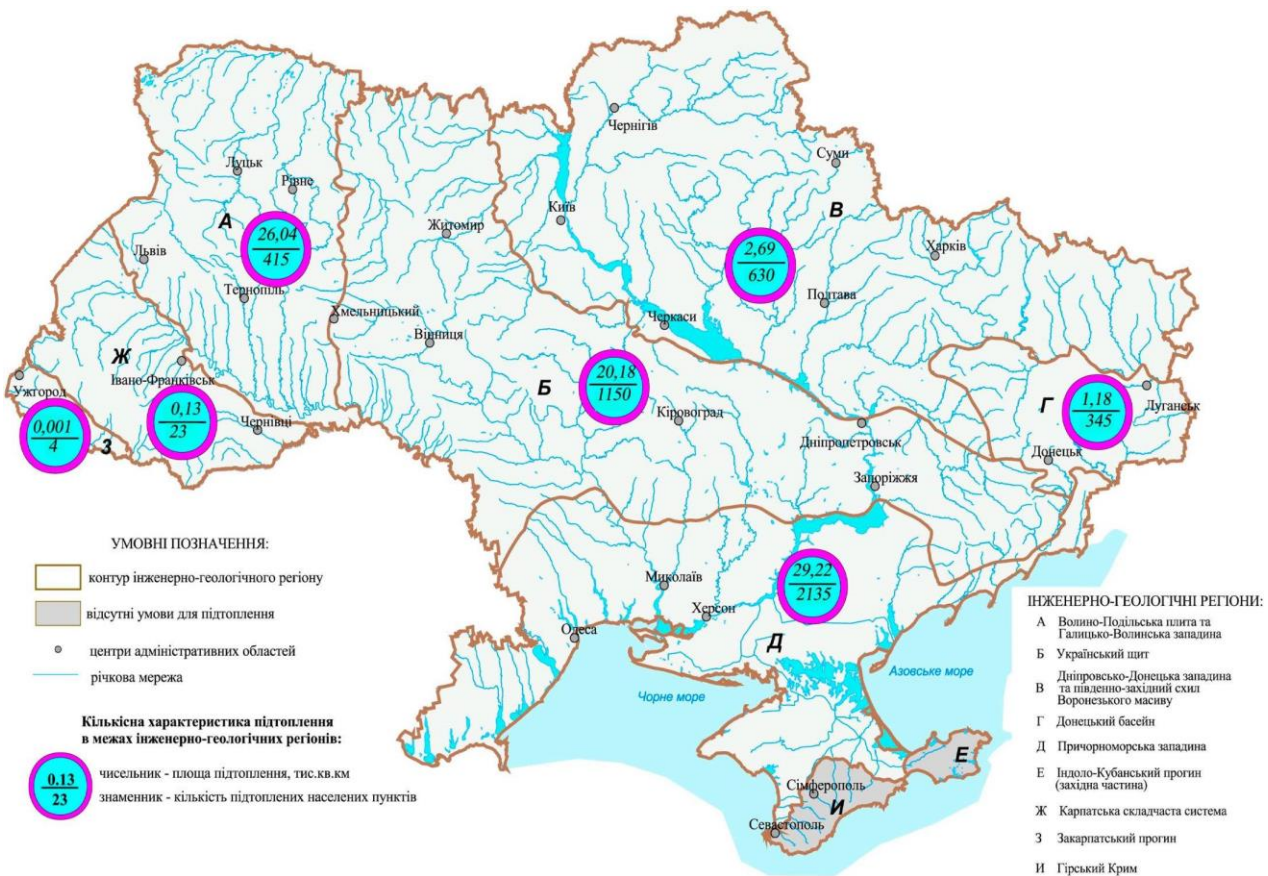 Чернігів
Суми
Луцьк
Рівне
А
В
Київ
Житомир
26,04
415
Львів
2,69
630
Харків
Тернопіль
Полтава
Хмельницький
Черкаси
Вінниця
Ж
Івано-Франківськ
Ужгород
20,18
1150
Б
Г
1,18
345
Луганськ
0,001
4
0,13
23
Чернівці
З
Кіровоград
Дніпропетровськ
Донецьк
Запоріжжя
УМОВНІ ПОЗНАЧЕННЯ:
контур інженерно-геологічного регіону
відсутні умови для підтоплення
центри адміністративних областей
річкова мережа
Кількісна характеристика підтоплення
в межах інженерно-геологічних регіонів:
0.13
23
чисельник - площа підтоплення, тис.кв.км
знаменник - кількість підтоплених населених пунктів
29,22
2135
Миколаїв
Херсон
Одеса
Д
Чорне море
Азовське море
Е
Сімферополь
И
Севастополь
ІНЖЕНЕРНО-ГЕОЛОГІЧНІ РЕГІОНИ:
А Волино-Подільська плита та
Галицько-Волинська западина
Б Український щит
Дніпровсько-Донецька западина
В та південно-західний схил
Воронезького масиву
Г Донецький басейн
Д Причорноморська западина
Е Індоло-Кубанський прогин
(західна частина)
Ж Карпатська складчаста система
З Закарпатський прогин
И Гірський Крим